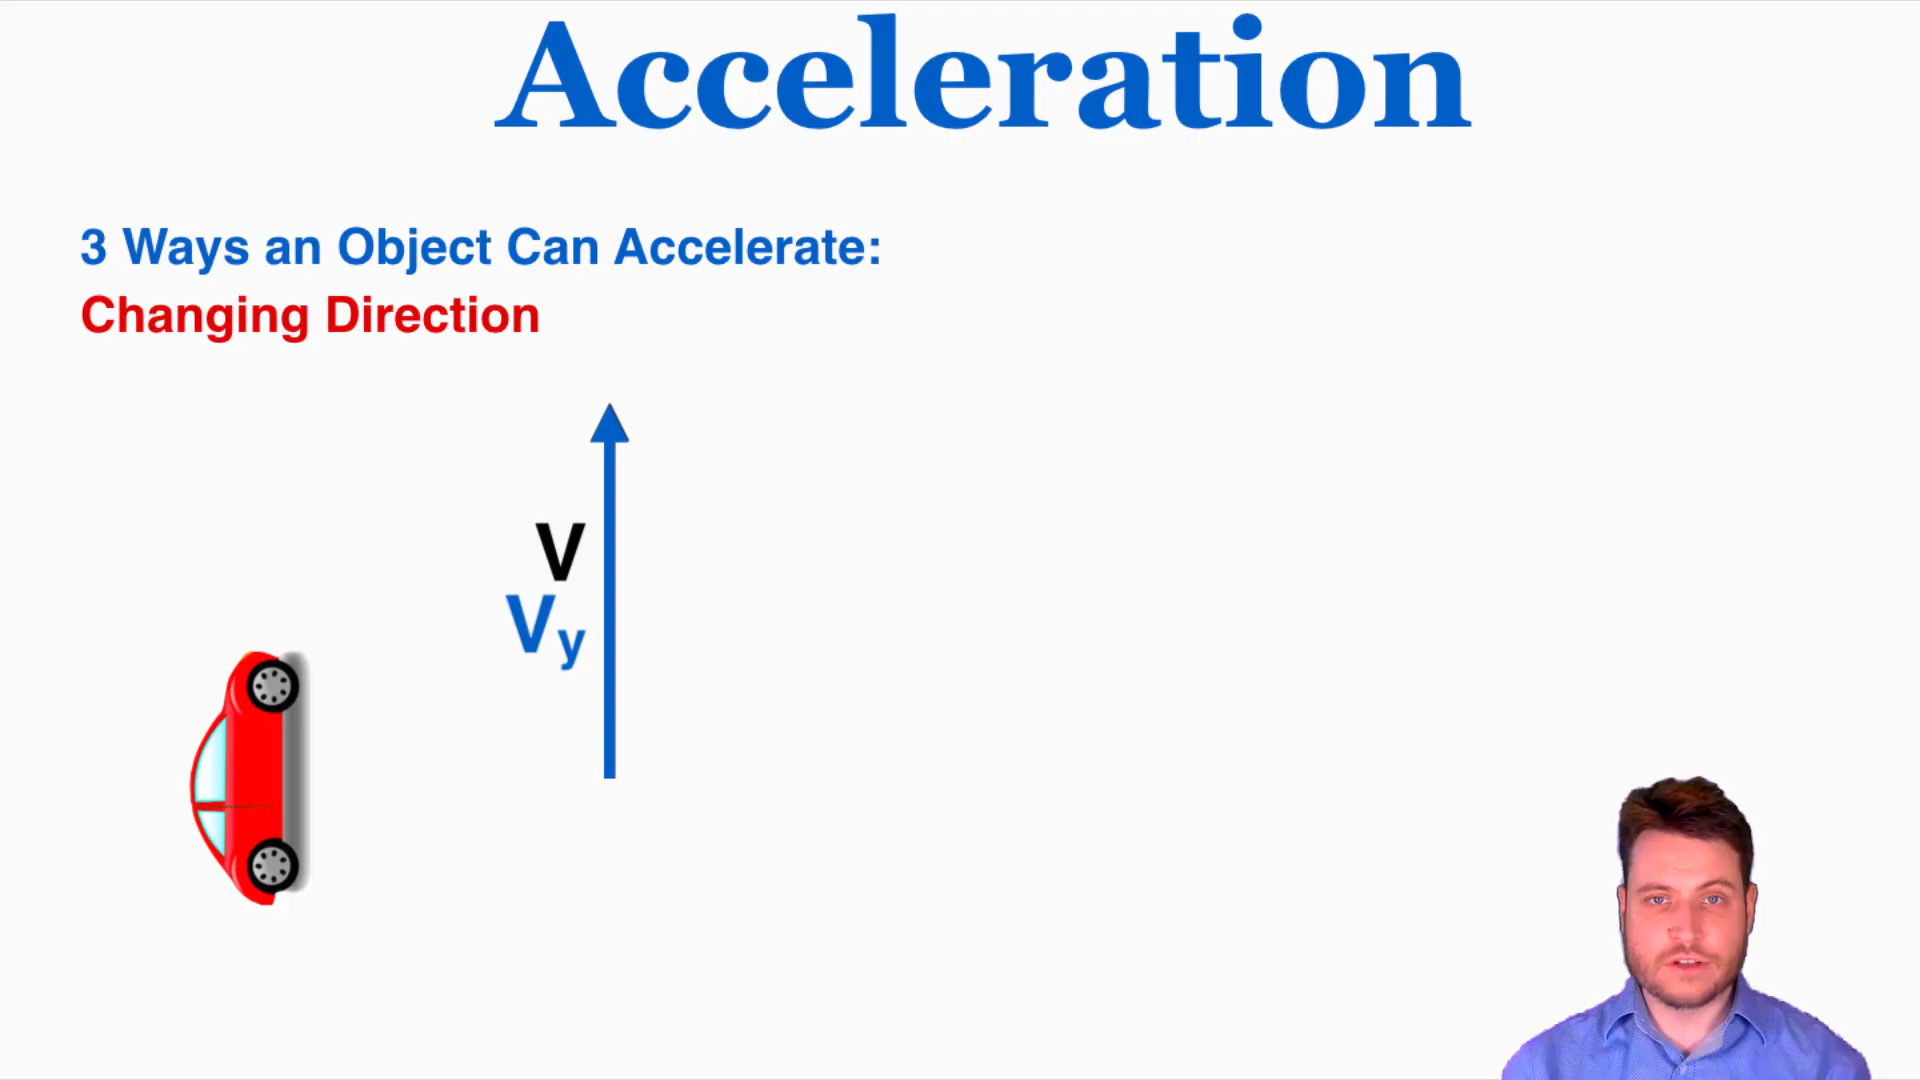 Acceleration
3 Ways an Object Can Accelerate:
Changing Direction
V
Vy